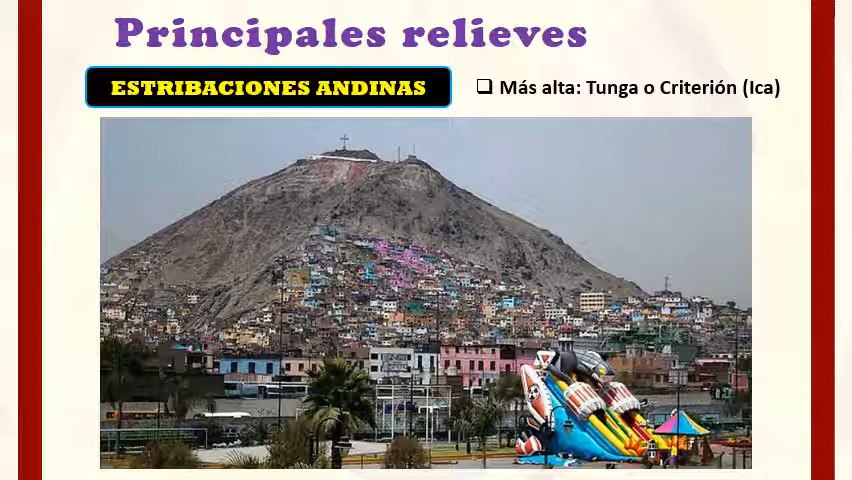 Principales relieves
ESTRIBACIONES ANDINAS
❑ Más alta: Tunga o Criterión (Ica)